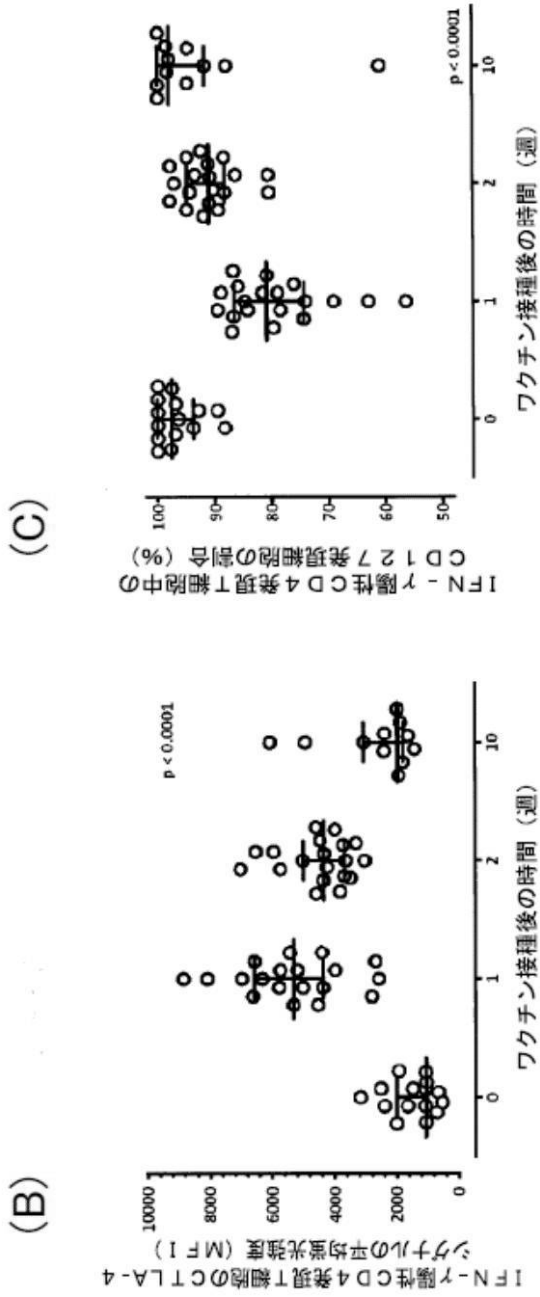 (B)
IFN-γ陽性CD4発現T細胞のCTLA-4
シグナルの平均蛍光強度(MFI)
10000
8000
6000
4000
2000
0
p < 0.0001
0 1 2 10
ワクチン接種後の時間(週)
(C)
IFN-γ陽性CD4発現T細胞中の
CD127発現細胞の割合(%)
100
90
80
70
60
50
p < 0.0001
0 1 2 10
ワクチン接種後の時間(週)